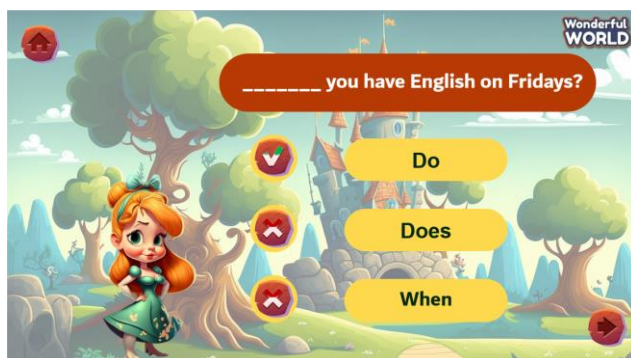 Wonderful
WORLD
_______ you have English on Fridays?
Do
Does
When